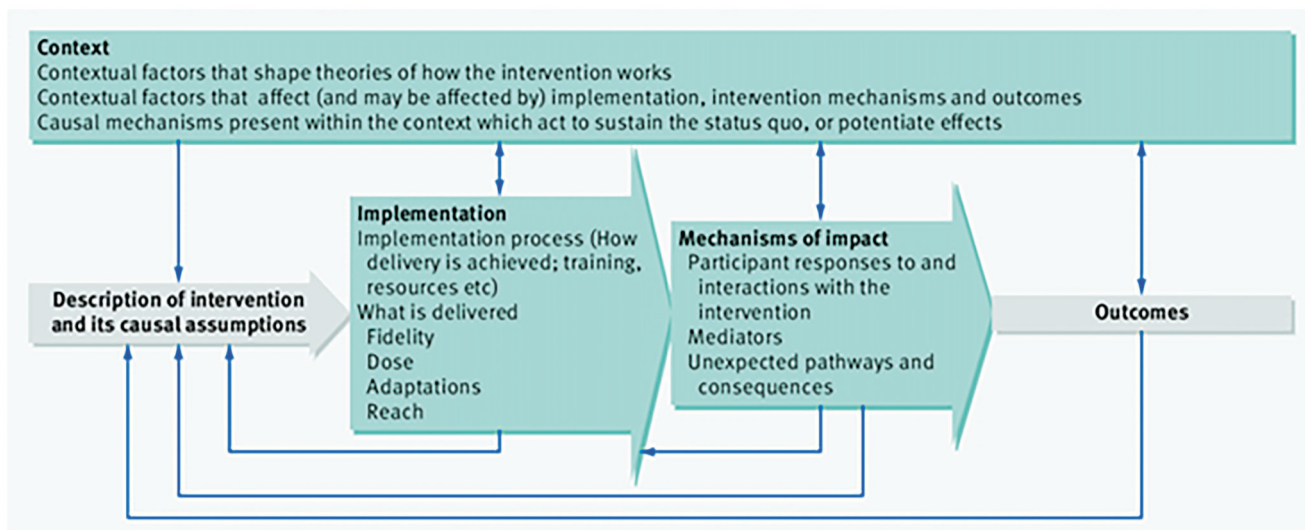 Context
Contextual factors that shape theories of how the intervention works
Contextual factors that affect (and may be affected by) implementation, intervention mechanisms and outcomes
Causal mechanisms present within the context which act to sustain the status quo, or potentiate effects
Description of intervention
and its causal assumptions
Implementation
Implementation process (How
delivery is achieved; training,
resources etc)
What is delivered
Fidelity
Dose
Adaptations
Reach
Mechanisms of impact
Participant responses to and
interactions with the
intervention
Mediators
Unexpected pathways and
consequences
Outcomes